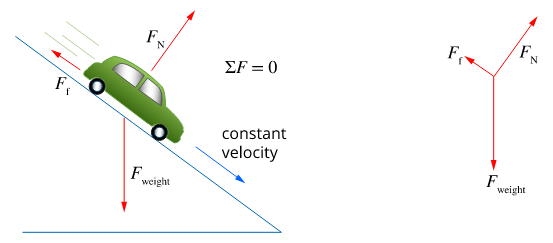 F_N
F_f
ΣF = 0
constant
velocity
F_weight
F_f
F_N
F_weight